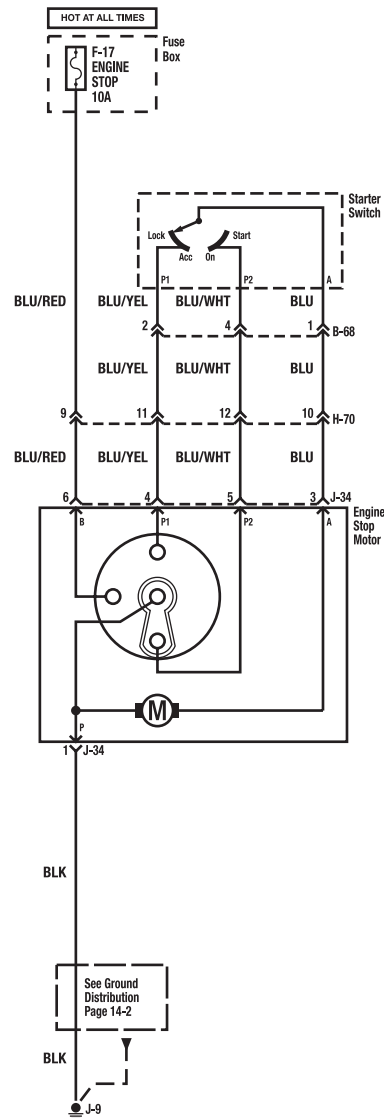 HOT AT ALL TIMES
F-17
ENGINE
STOP
10A
Fuse
Box
Starter
Switch
Lock
Acc
On
Start
P1
P2
A
BLU/RED
BLU/YEL
BLU/WHT
BLU
2
4
1
B-68
BLU/YEL
BLU/WHT
BLU
9
11
12
10
H-70
BLU/RED
BLU/YEL
BLU/WHT
BLU
6
4
5
3
J-34
Engine
Stop
Motor
B
P1
P2
A
M
P
1
J-34
BLK
See Ground
Distribution
Page 14-2
BLK
J-9